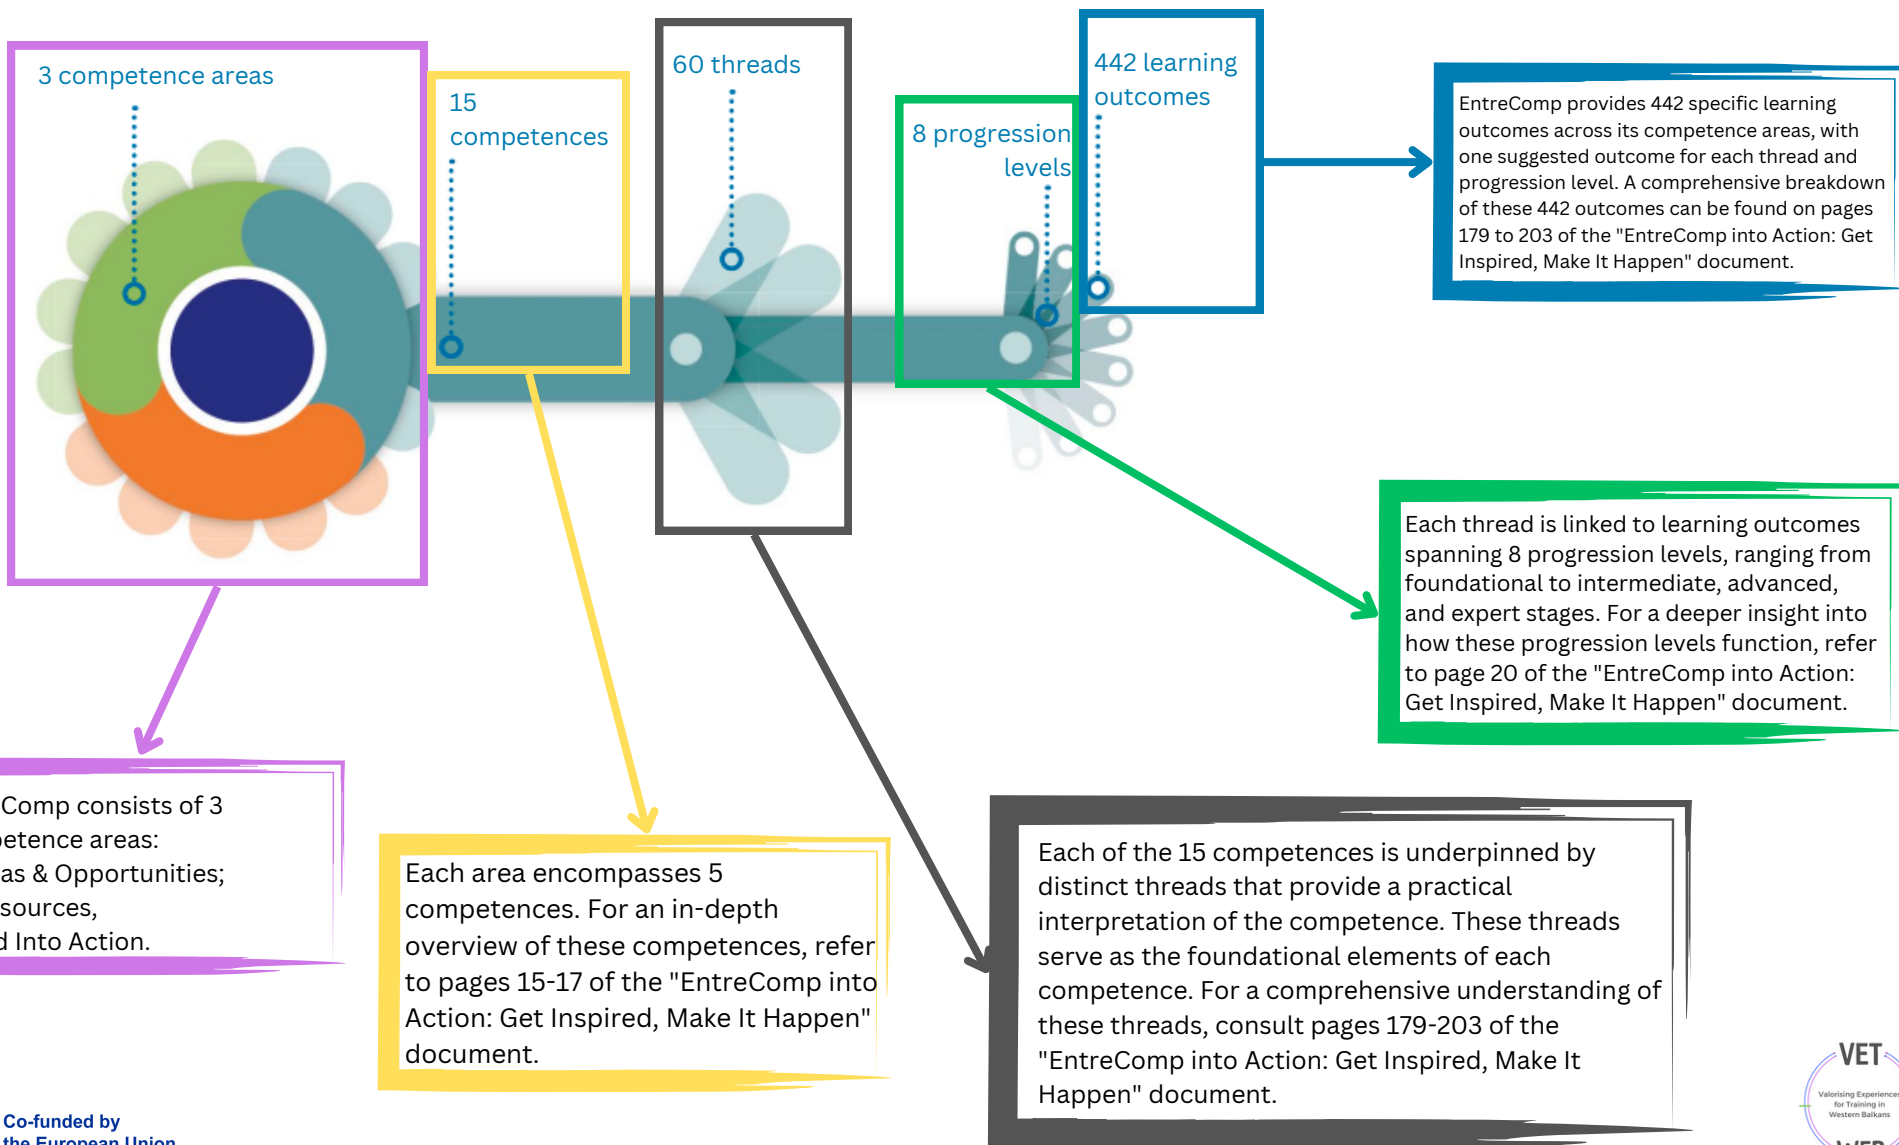 3 competence areas
15
competences
60 threads
8 progression
levels
442 learning
outcomes
EntreComp provides 442 specific learning
outcomes across its competence areas, with
one suggested outcome for each thread and
progression level. A comprehensive breakdown
of these 442 outcomes can be found on pages
179 to 203 of the "EntreComp into Action: Get
Inspired, Make It Happen" document.
Each thread is linked to learning outcomes
spanning 8 progression levels, ranging from
foundational to intermediate, advanced,
and expert stages. For a deeper insight into
how these progression levels function, refer
to page 20 of the "EntreComp into Action:
Get Inspired, Make It Happen" document.
Comp consists of 3
petence areas:
as & Opportunities;
sources,
d Into Action.
Each area encompasses 5
competences. For an in-depth
overview of these competences, refer
to pages 15-17 of the "EntreComp into
Action: Get Inspired, Make It Happen"
document.
Each of the 15 competences is underpinned by
distinct threads that provide a practical
interpretation of the competence. These threads
serve as the foundational elements of each
competence. For a comprehensive understanding of
these threads, consult pages 179-203 of the
"EntreComp into Action: Get Inspired, Make It
Happen" document.
Co-funded by
the European Union
VET
Valorising Experiences
for Training in
Western Balkans
WEB